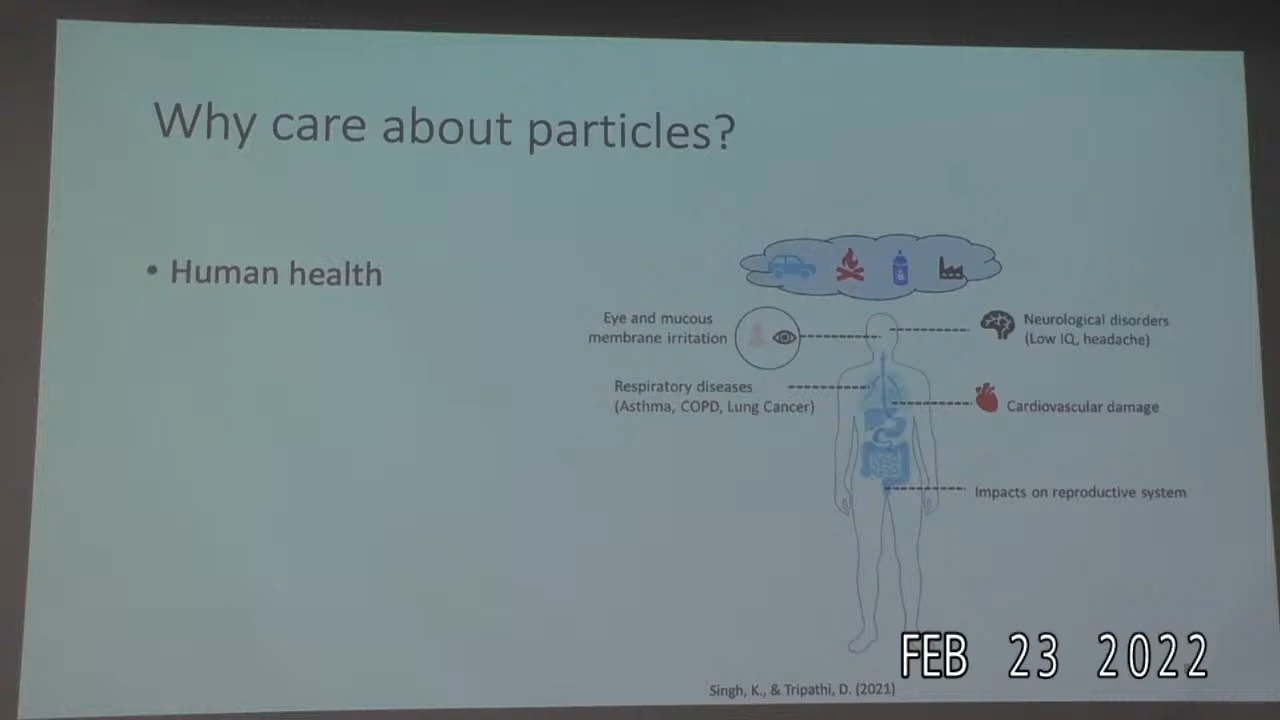 Why care about particles?
• Human health
Eye and mucous
membrane irritation
Neurological disorders
(Low IQ, headache)
Respiratory diseases
(Asthma, COPD, Lung Cancer)
Cardiovascular damage
Impacts on reproductive system
Singh, K., & Tripathi, D. (2021)
FEB 23 2022